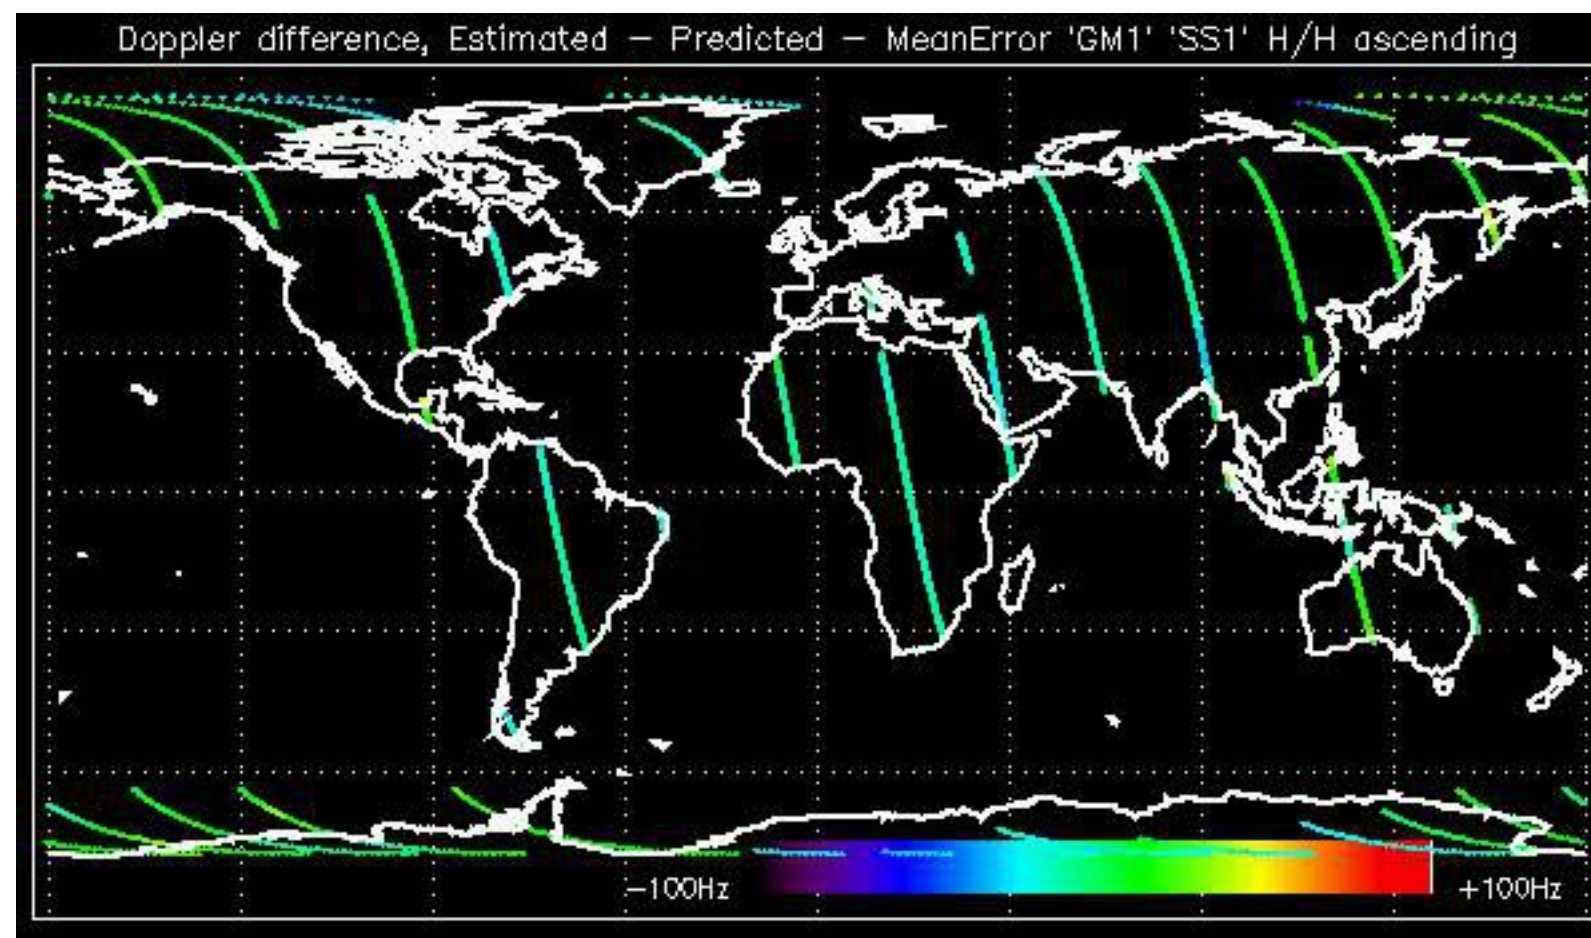 Doppler difference, Estimated − Predicted − MeanError 'GM1' 'SS1' H/H ascending
−100Hz
+100Hz